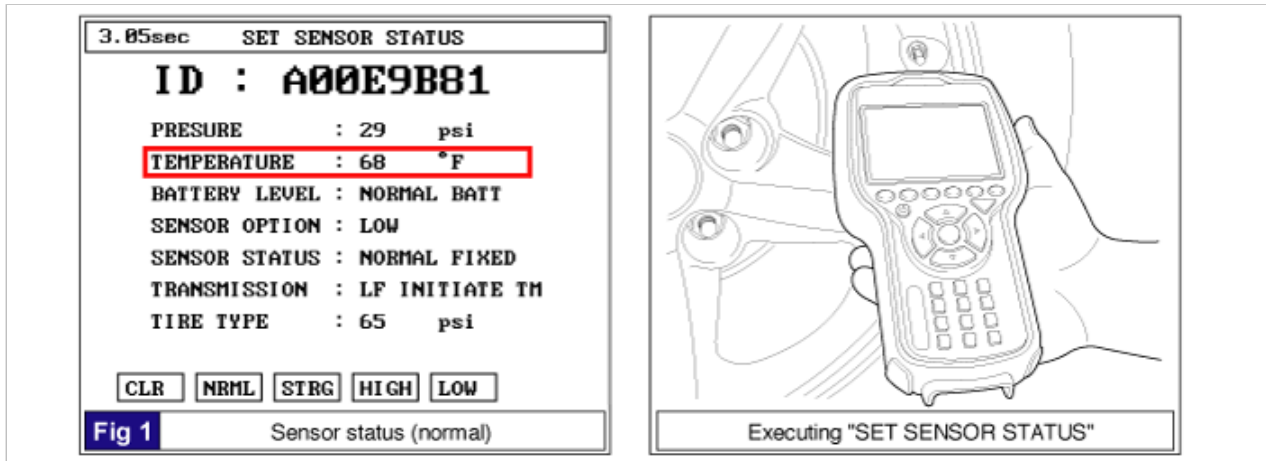 3.05sec SET SENSOR STATUS
ID : A00E9B81
PRESURE : 29 psi
TEMPERATURE : 68 °F
BATTERY LEVEL : NORMAL BATT
SENSOR OPTION : LOW
SENSOR STATUS : NORMAL FIXED
TRANSMISSION : LF INITIATE TM
TIRE TYPE : 65 psi
CLR NRML STRG HIGH LOW
Fig 1 Sensor status (normal)
Executing "SET SENSOR STATUS"